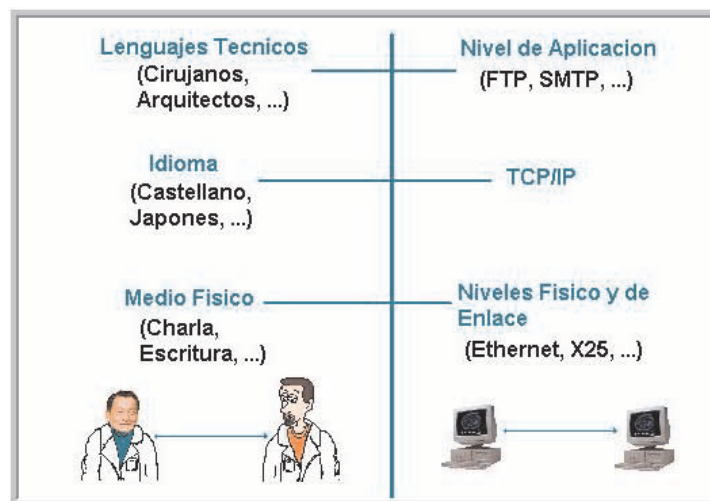 Lenguajes Tecnicos
(Cirujanos,
Arquitectos, ...)
Nivel de Aplicacion
(FTP, SMTP, ...)
Idioma
(Castellano,
Japones, ...)
TCP/IP
Medio Fisico
(Charla,
Escritura, ...)
Niveles Fisico y de
Enlace
(Ethernet, X25, ...)